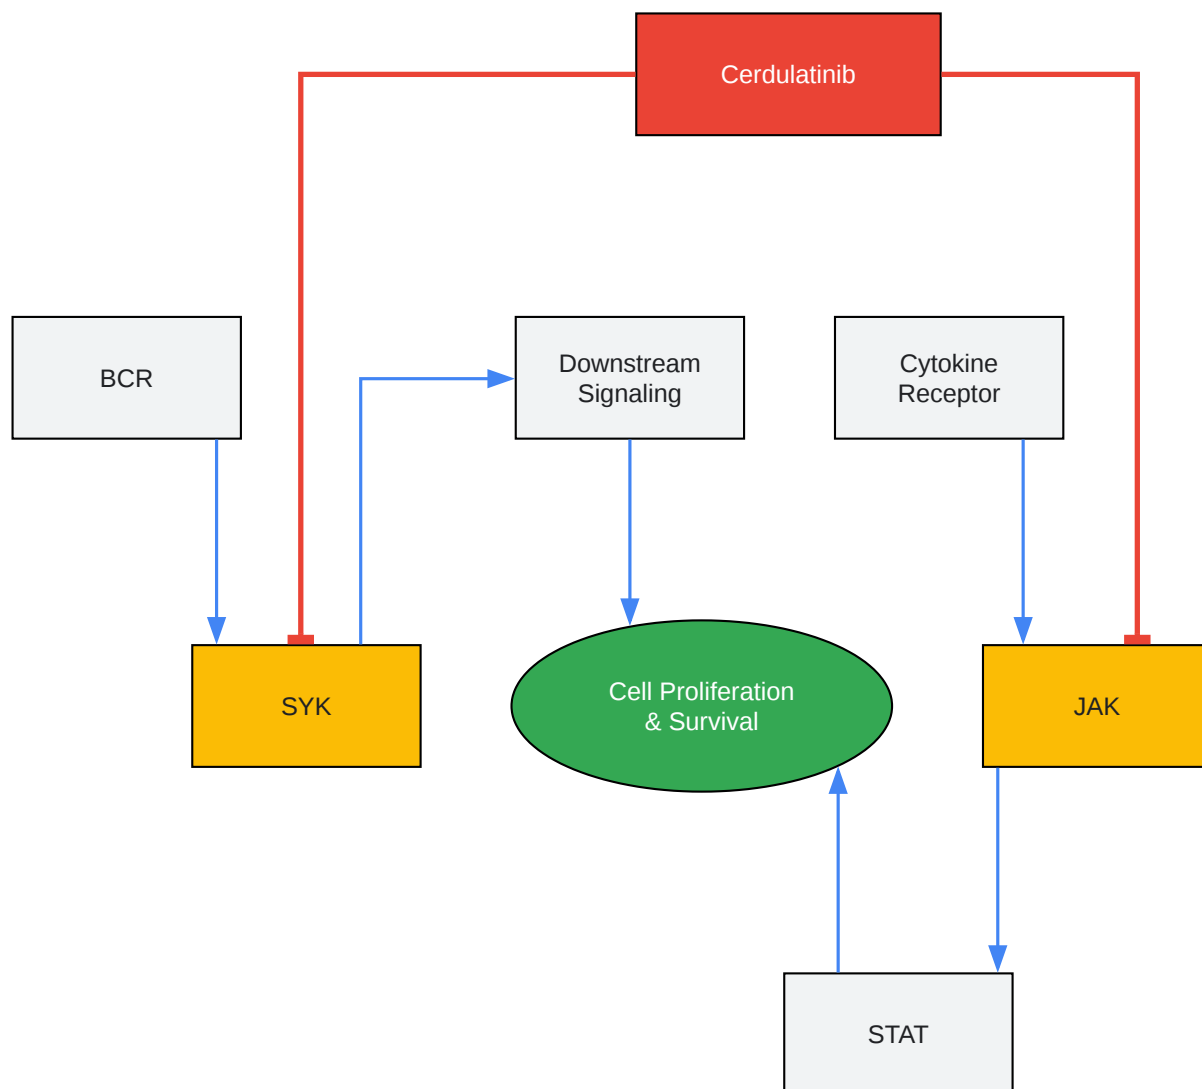 Cerdulatinib
BCR
Downstream
Signaling
Cytokine
Receptor
SYK
Cell Proliferation
& Survival
JAK
STAT